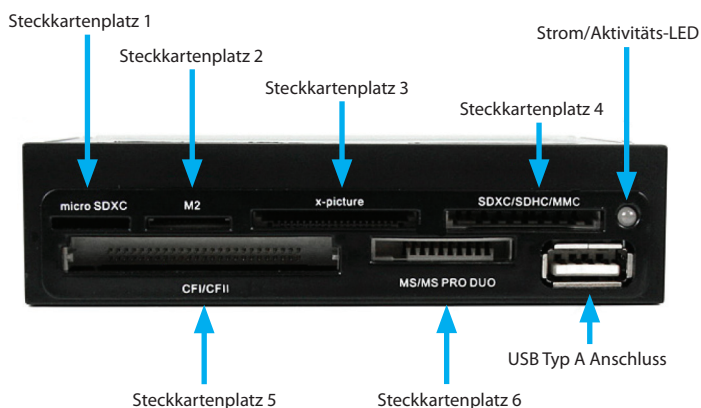 Steckkartenplatz 1
Steckkartenplatz 2
Steckkartenplatz 3
Steckkartenplatz 4
Strom/Aktivitäts-LED
micro SDXC
M2
x-picture
SDXC/SDHC/MMC
CFI/CFII
MS/MS PRO DUO
USB Typ A Anschluss
Steckkartenplatz 5
Steckkartenplatz 6